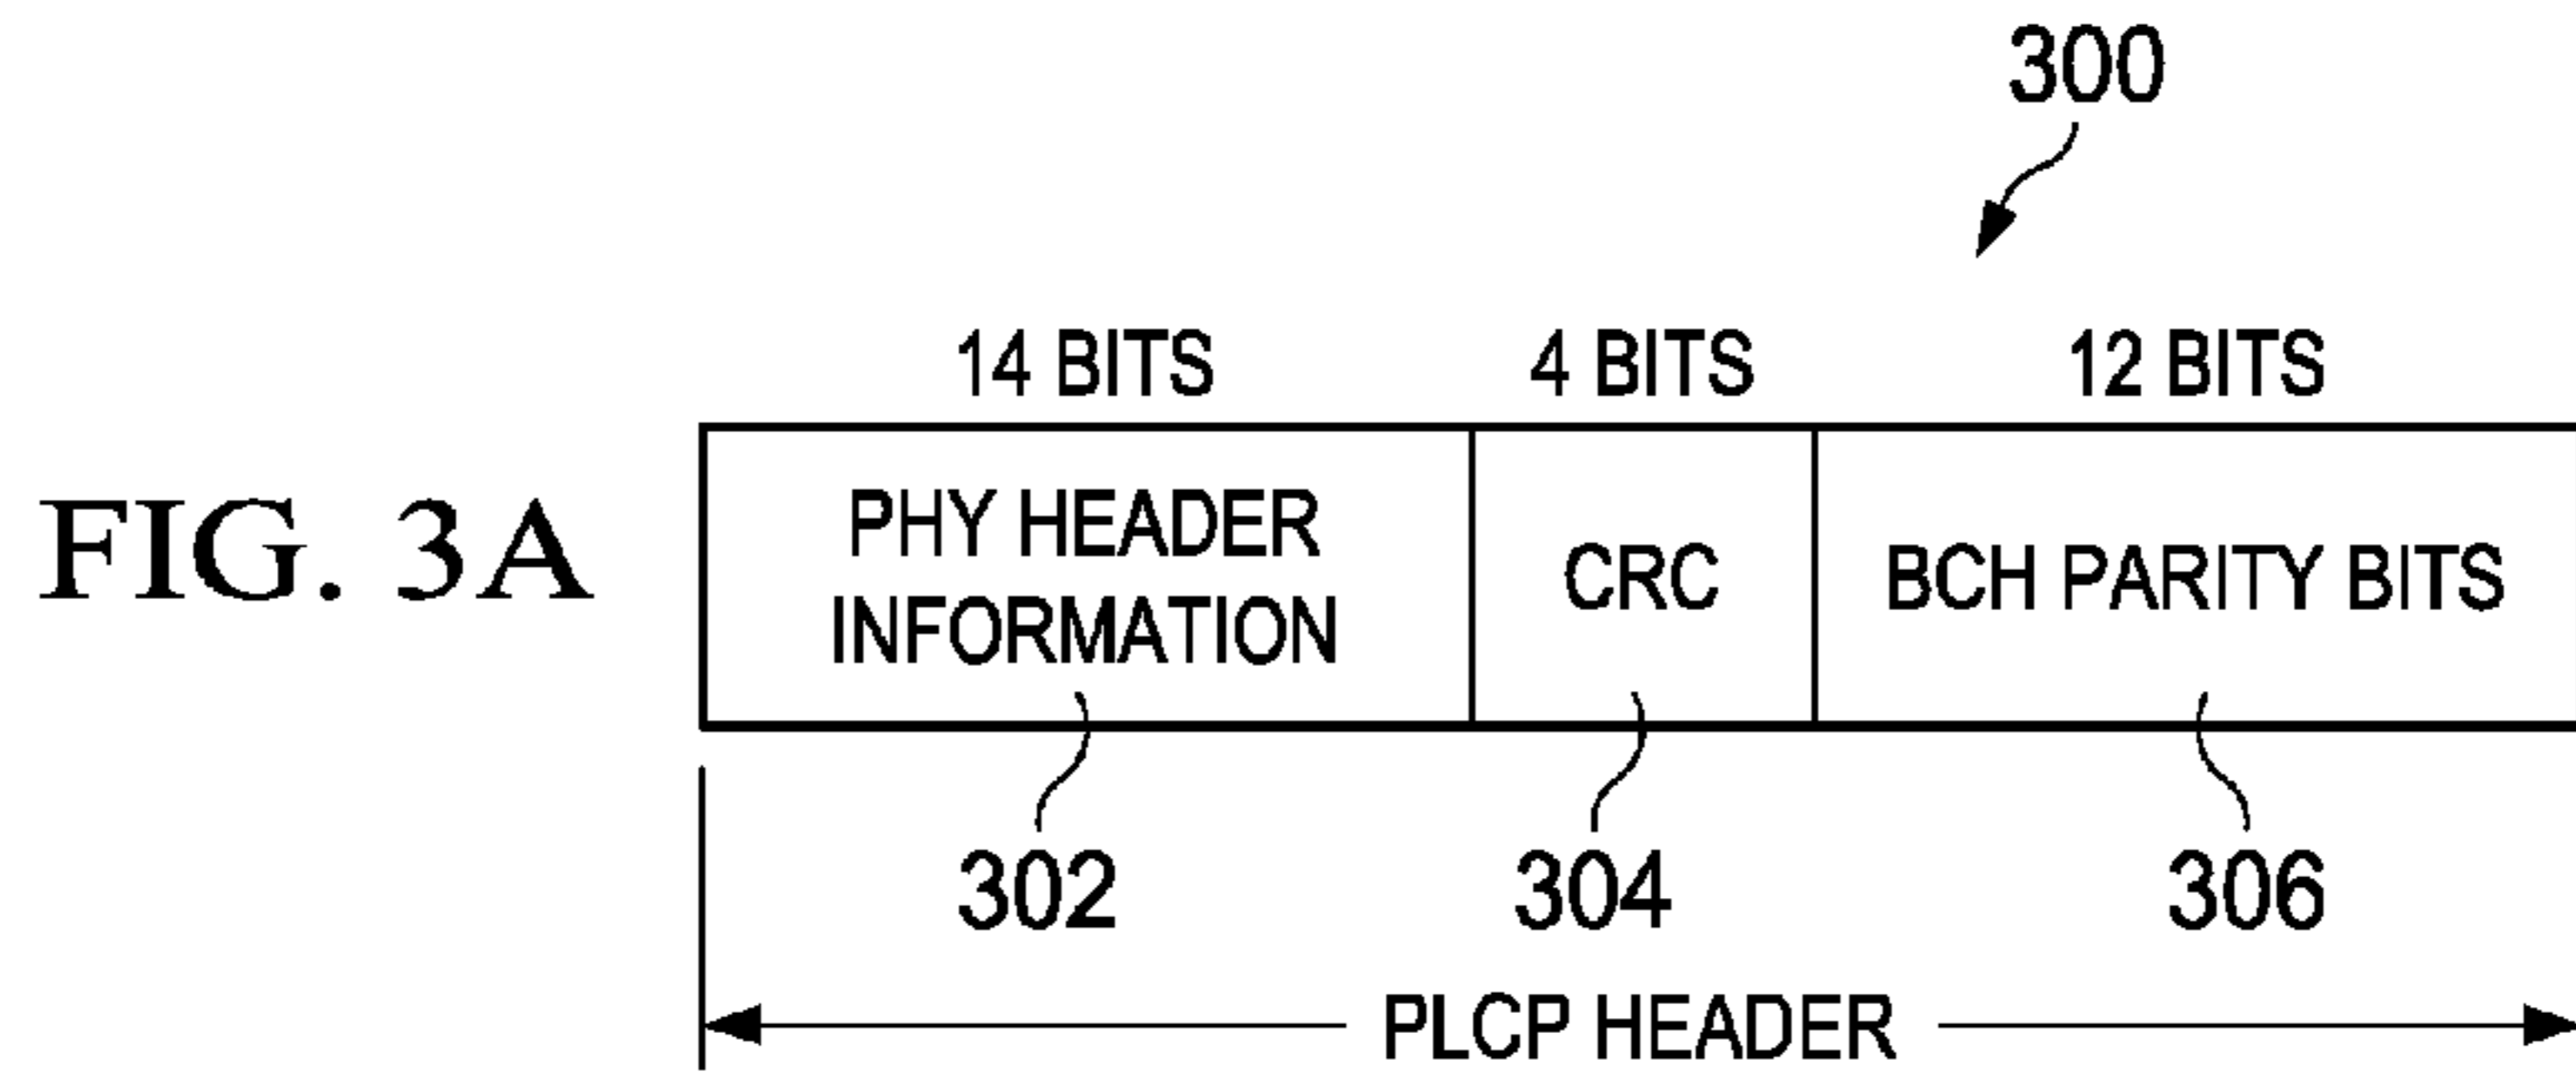 300
14 BITS 4 BITS 12 BITS
FIG. 3A
PHY HEADER
INFORMATION
CRC
BCH PARITY BITS
302 304 306
PLCP HEADER